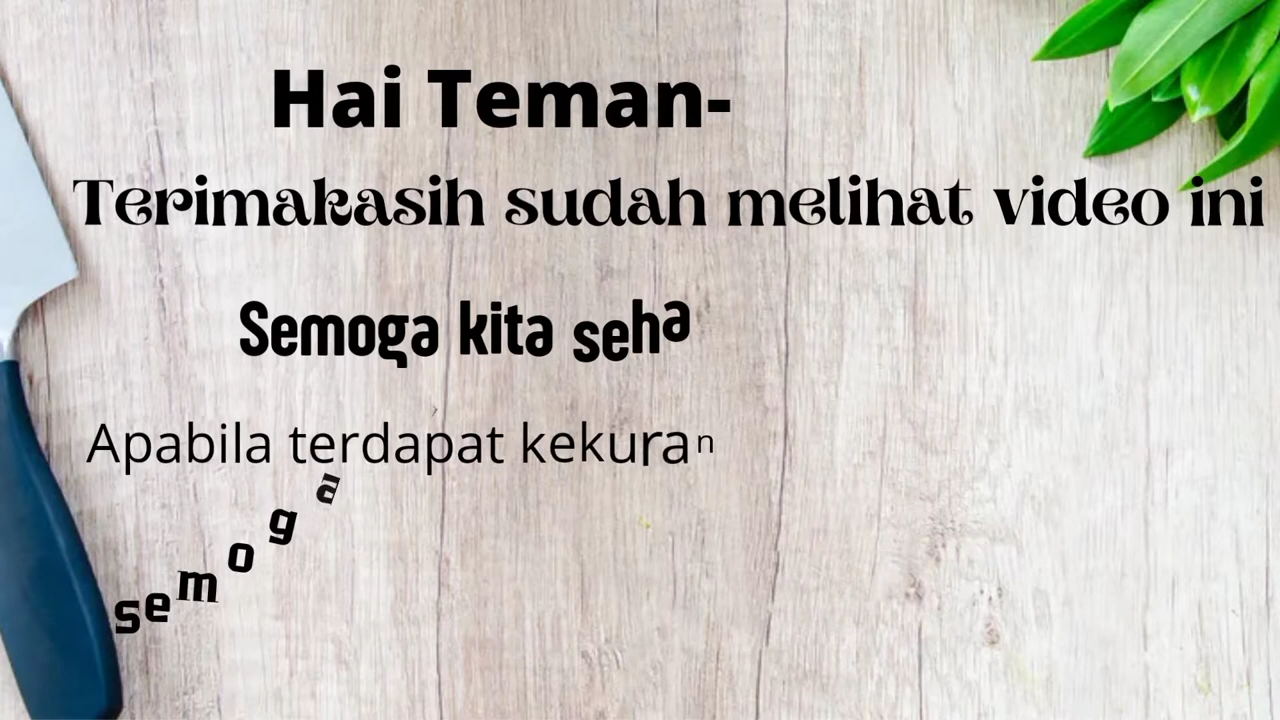 Hai Teman-
Terimakasih sudah melihat video ini
Semoga kita seha
Apabila terdapat kekuran
semoga